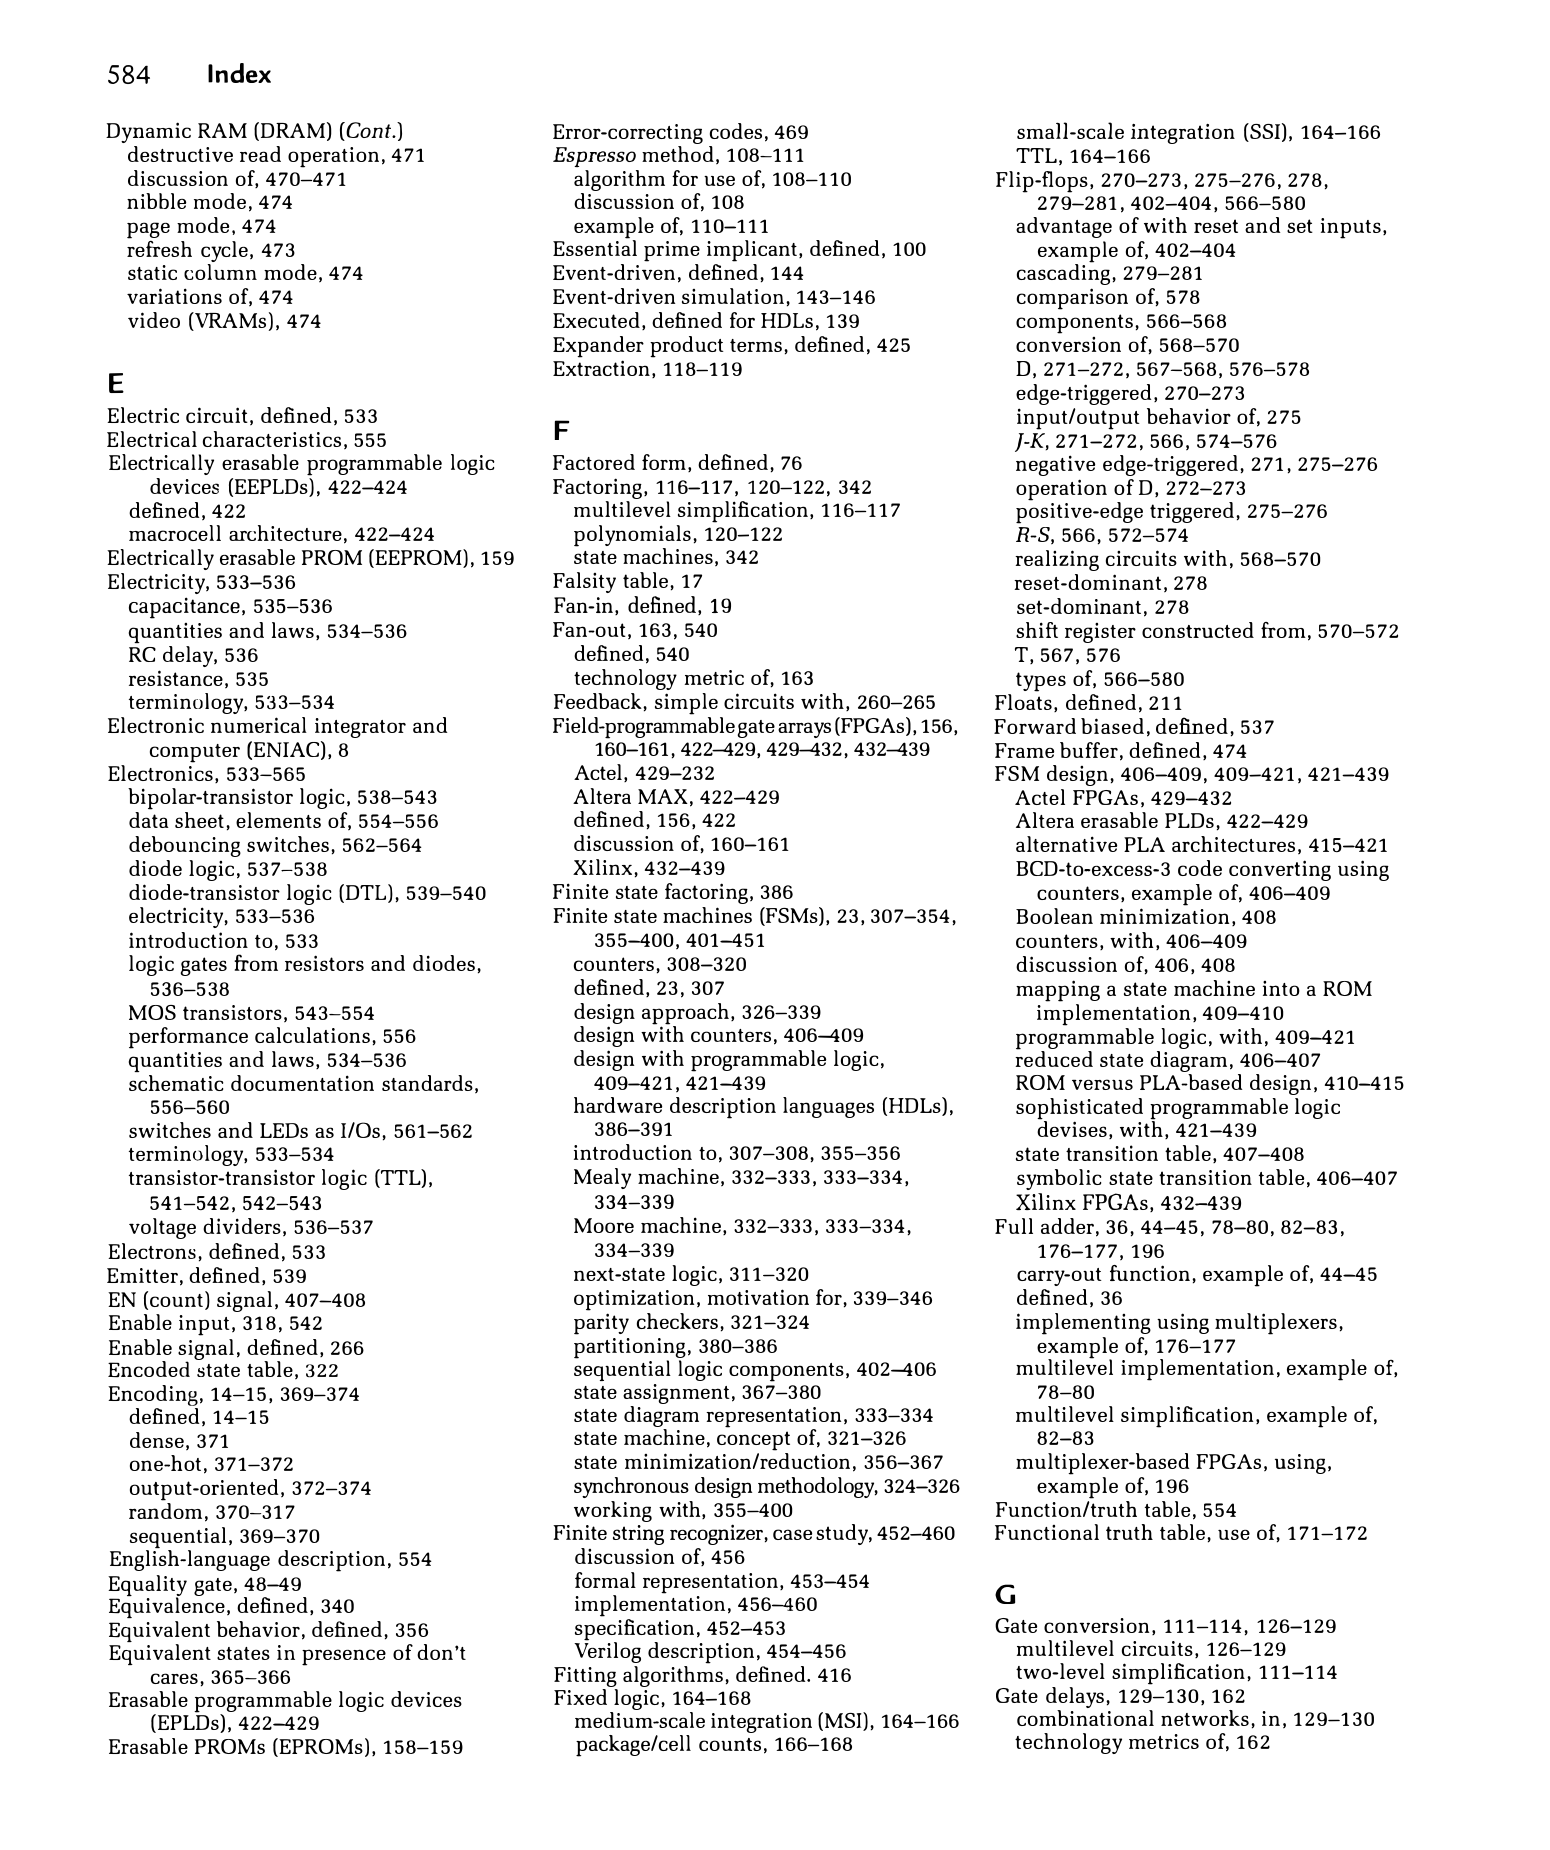 584 Index
Dynamic RAM (DRAM) (Cont.)
destructive read operation, 471
discussion of, 470–471
nibble mode, 474
page mode, 474
refresh cycle, 473
static column mode, 474
variations of, 474
video (VRAMs), 474
E
Electric circuit, defined, 533
Electrical characteristics, 555
Electrically erasable programmable logic
devices (EEPLDs), 422–424
defined, 422
macrocell architecture, 422–424
Electrically erasable PROM (EEPROM), 159
Electricity, 533–536
capacitance, 535–536
quantities and laws, 534–536
RC delay, 536
resistance, 535
terminology, 533–534
Electronic numerical integrator and
computer (ENIAC), 8
Electronics, 533–565
bipolar-transistor logic, 538–543
data sheet, elements of, 554–556
debouncing switches, 562–564
diode logic, 537–538
diode-transistor logic (DTL), 539–540
electricity, 533–536
introduction to, 533
logic gates from resistors and diodes,
536–538
MOS transistors, 543–554
performance calculations, 556
quantities and laws, 534–536
schematic documentation standards,
556–560
switches and LEDs as I/Os, 561–562
terminology, 533–534
transistor-transistor logic (TTL),
541–542, 542–543
voltage dividers, 536–537
Electrons, defined, 533
Emitter, defined, 539
EN (count) signal, 407–408
Enable input, 318, 542
Enable signal, defined, 266
Encoded state table, 322
Encoding, 14–15, 369–374
defined, 14–15
dense, 371
one-hot, 371–372
output-oriented, 372–374
random, 370–317
sequential, 369–370
English-language description, 554
Equality gate, 48–49
Equivalence, defined, 340
Equivalent behavior, defined, 356
Equivalent states in presence of don't
cares, 365–366
Erasable programmable logic devices
(EPLDs), 422–429
Erasable PROMs (EPROMs), 158–159
Error-correcting codes, 469
Espresso method, 108–111
algorithm for use of, 108–110
discussion of, 108
example of, 110–111
Essential prime implicant, defined, 100
Event-driven, defined, 144
Event-driven simulation, 143–146
Executed, defined for HDLs, 139
Expander product terms, defined, 425
Extraction, 118–119
F
Factored form, defined, 76
Factoring, 116–117, 120–122, 342
multilevel simplification, 116–117
polynomials, 120–122
state machines, 342
Falsity table, 17
Fan-in, defined, 19
Fan-out, 163, 540
defined, 540
technology metric of, 163
Feedback, simple circuits with, 260–265
Field-programmable gate arrays (FPGAs), 156,
160–161, 422–429, 429–432, 432–439
Actel, 429–232
Altera MAX, 422–429
defined, 156, 422
discussion of, 160–161
Xilinx, 432–439
Finite state factoring, 386
Finite state machines (FSMs), 23, 307–354,
355–400, 401–451
counters, 308–320
defined, 23, 307
design approach, 326–339
design with counters, 406–409
design with programmable logic,
409–421, 421–439
hardware description languages (HDLs),
386–391
introduction to, 307–308, 355–356
Mealy machine, 332–333, 333–334,
334–339
Moore machine, 332–333, 333–334,
334–339
next-state logic, 311–320
optimization, motivation for, 339–346
parity checkers, 321–324
partitioning, 380–386
sequential logic components, 402–406
state assignment, 367–380
state diagram representation, 333–334
state machine, concept of, 321–326
state minimization/reduction, 356–367
synchronous design methodology, 324–326
working with, 355–400
Finite string recognizer, case study, 452–460
discussion of, 456
formal representation, 453–454
implementation, 456–460
specification, 452–453
Verilog description, 454–456
Fitting algorithms, defined. 416
Fixed logic, 164–168
medium-scale integration (MSI), 164–166
package/cell counts, 166–168
small-scale integration (SSI), 164–166
TTL, 164–166
Flip-flops, 270–273, 275–276, 278,
279–281, 402–404, 566–580
advantage of with reset and set inputs,
example of, 402–404
cascading, 279–281
comparison of, 578
components, 566–568
conversion of, 568–570
D, 271–272, 567–568, 576–578
edge-triggered, 270–273
input/output behavior of, 275
J-K, 271–272, 566, 574–576
negative edge-triggered, 271, 275–276
operation of D, 272–273
positive-edge triggered, 275–276
R-S, 566, 572–574
realizing circuits with, 568–570
reset-dominant, 278
set-dominant, 278
shift register constructed from, 570–572
T, 567, 576
types of, 566–580
Floats, defined, 211
Forward biased, defined, 537
Frame buffer, defined, 474
FSM design, 406–409, 409–421, 421–439
Actel FPGAs, 429–432
Altera erasable PLDs, 422–429
alternative PLA architectures, 415–421
BCD-to-excess-3 code converting using
counters, example of, 406–409
Boolean minimization, 408
counters, with, 406–409
discussion of, 406, 408
mapping a state machine into a ROM
implementation, 409–410
programmable logic, with, 409–421
reduced state diagram, 406–407
ROM versus PLA-based design, 410–415
sophisticated programmable logic
devises, with, 421–439
state transition table, 407–408
symbolic state transition table, 406–407
Xilinx FPGAs, 432–439
Full adder, 36, 44–45, 78–80, 82–83,
176–177, 196
carry-out function, example of, 44–45
defined, 36
implementing using multiplexers,
example of, 176–177
multilevel implementation, example of,
78–80
multilevel simplification, example of,
82–83
multiplexer-based FPGAs, using,
example of, 196
Function/truth table, 554
Functional truth table, use of, 171–172
G
Gate conversion, 111–114, 126–129
multilevel circuits, 126–129
two-level simplification, 111–114
Gate delays, 129–130, 162
combinational networks, in, 129–130
technology metrics of, 162